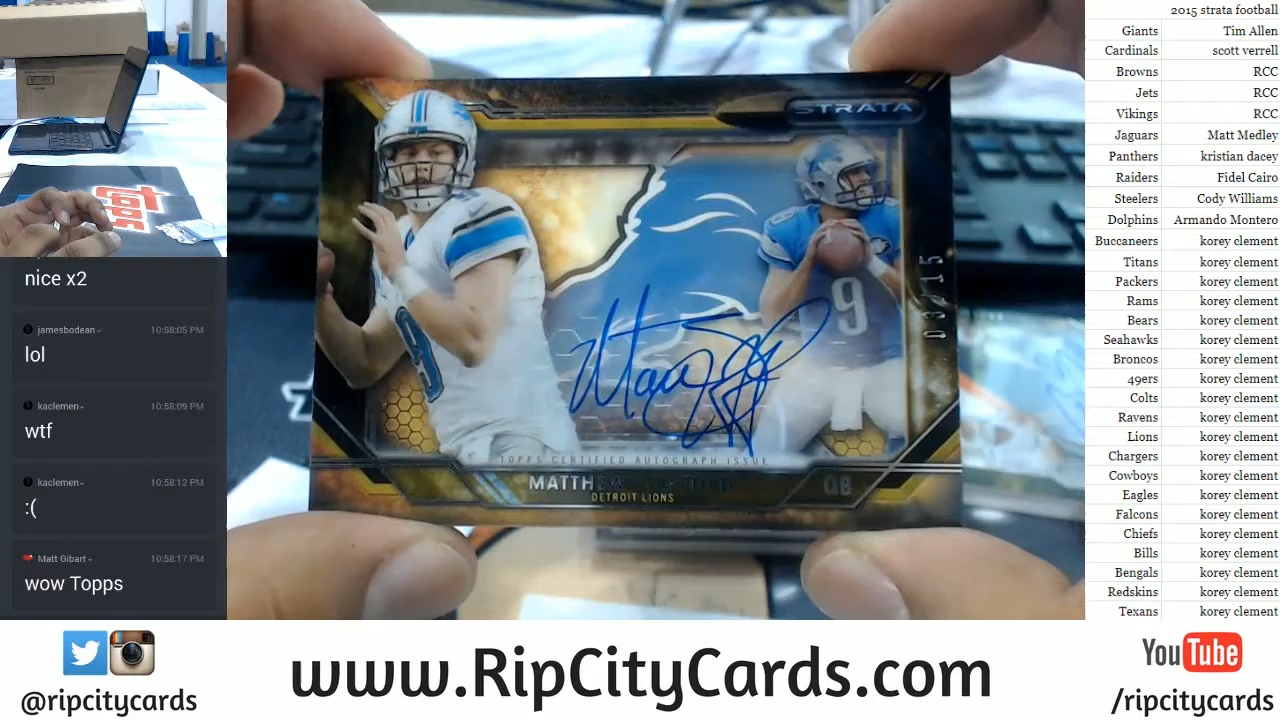 nice x2
jamesbodean 10:58:05 PM
lol
kaclemen 10:58:09 PM
wtf
kaclemen 10:58:12 PM
:(
Matt Gibart 10:58:17 PM
wow Topps
STRATA
9
9
03/15
TOPPS CERTIFIED AUTOGRAPH ISSUE
MATTHEW
DETROIT LIONS
QB
2015 strata football
Giants Tim Allen
Cardinals scott verrell
Browns RCC
Jets RCC
Vikings RCC
Jaguars Matt Medley
Panthers kristian dacey
Raiders Fidel Cairo
Steelers Cody Williams
Dolphins Armando Montero
Buccaneers korey clement
Titans korey clement
Packers korey clement
Rams korey clement
Bears korey clement
Seahawks korey clement
Broncos korey clement
49ers korey clement
Colts korey clement
Ravens korey clement
Lions korey clement
Chargers korey clement
Cowboys korey clement
Eagles korey clement
Falcons korey clement
Chiefs korey clement
Bills korey clement
Bengals korey clement
Redskins korey clement
Texans korey clement
@ripcitycards
www.RipCityCards.com
YouTube
/ripcitycards